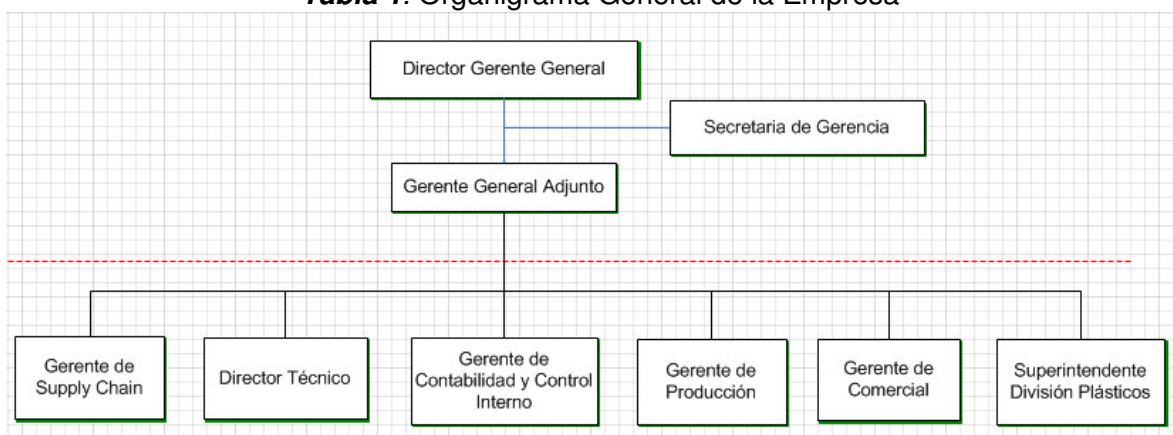 Tabla 1. Organigrama General de la Empresa
Director Gerente General
Secretaria de Gerencia
Gerente General Adjunto
Gerente de
Supply Chain
Director Técnico
Gerente de
Contabilidad y Control
Interno
Gerente de
Producción
Gerente de
Comercial
Superintendente
División Plásticos